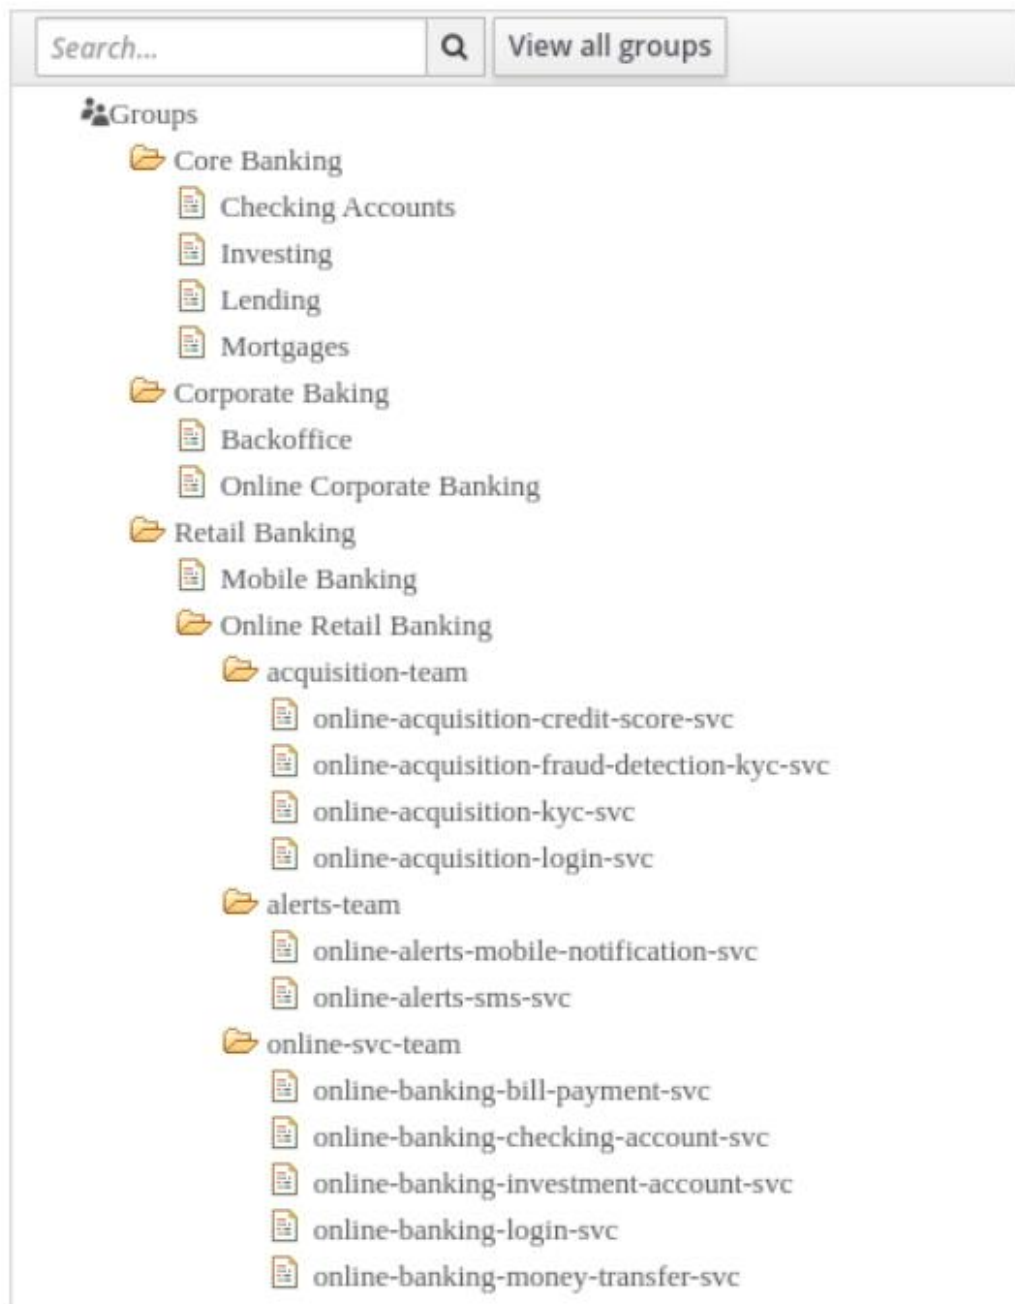 Search...
View all groups
Groups
Core Banking
Checking Accounts
Investing
Lending
Mortgages
Corporate Baking
Backoffice
Online Corporate Banking
Retail Banking
Mobile Banking
Online Retail Banking
acquisition-team
online-acquisition-credit-score-svc
online-acquisition-fraud-detection-kyc-svc
online-acquisition-kyc-svc
online-acquisition-login-svc
alerts-team
online-alerts-mobile-notification-svc
online-alerts-sms-svc
online-svc-team
online-banking-bill-payment-svc
online-banking-checking-account-svc
online-banking-investment-account-svc
online-banking-login-svc
online-banking-money-transfer-svc